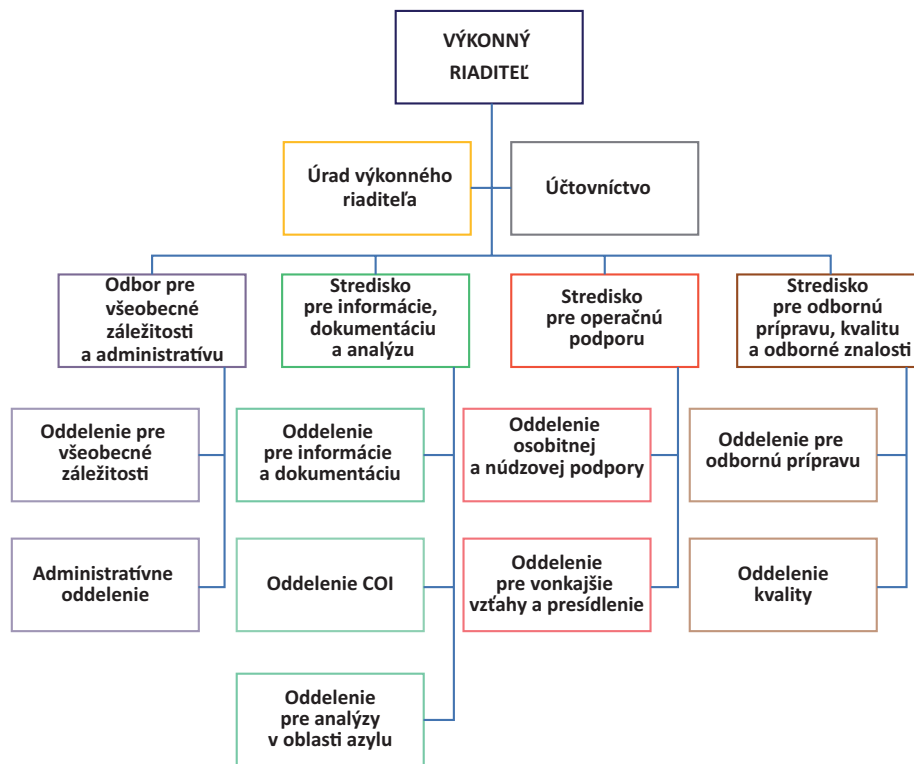 VÝKONNÝ
RIADITEĽ
Úrad výkonného
riaditeľa
Účtovníctvo
Odbor pre
všeobecné
záležitosti
a administratívu
Stredisko
pre informácie,
dokumentáciu
a analýzu
Stredisko
pre operačnú
podporu
Stredisko
pre odbornú
prípravu, kvalitu
a odborné znalosti
Oddelenie pre
všeobecné
záležitosti
Oddelenie
pre informácie
a dokumentáciu
Oddelenie
osobitnej
a núdzovej podpory
Oddelenie pre
odbornú prípravu
Administratívne
oddelenie
Oddelenie COI
Oddelenie
pre vonkajšie
vzťahy a presídlenie
Oddelenie
kvality
Oddelenie
pre analýzy
v oblasti azylu